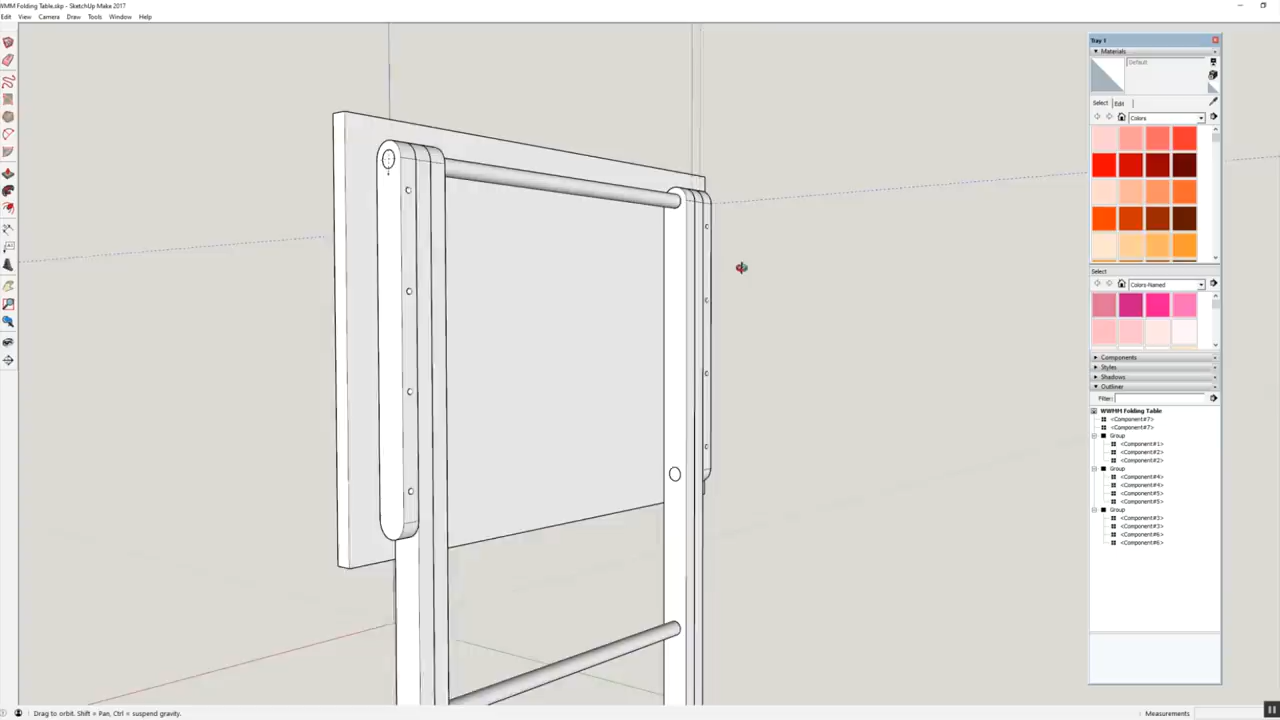 WMM Folding Table.skp - SketchUp Make 2017
Edit View Camera Draw Tools Window Help
Tray 1
Materials
Default
Select Edit
Colors
Select
Colors-Named
Components
Styles
Shadows
Outliner
Filter:
WWMM Folding Table
<Component#7>
<Component#7>
Group
<Component#1>
<Component#2>
<Component#2>
Group
<Component#4>
<Component#4>
<Component#5>
<Component#5>
Group
<Component#3>
<Component#3>
<Component#6>
<Component#6>
Drag to orbit. Shift = Pan, Ctrl = suspend gravity.
Measurements